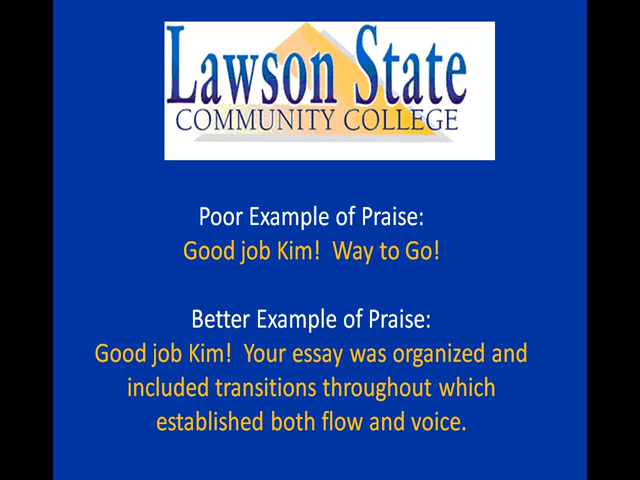 Lawson State
COMMUNITY COLLEGE
Poor Example of Praise:
Good job Kim!  Way to Go!
Better Example of Praise:
Good job Kim!  Your essay was organized and
included transitions throughout which
established both flow and voice.